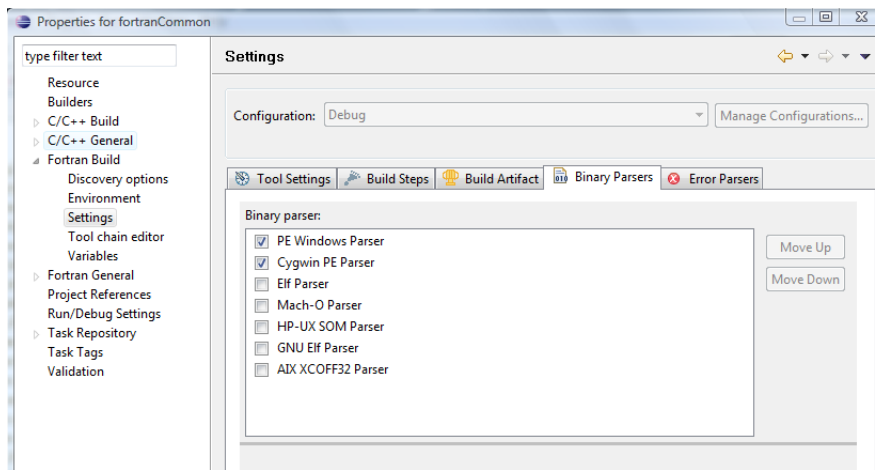 Properties for fortranCommon
type filter text
Resource
Builders
C/C++ Build
C/C++ General
Fortran Build
Discovery options
Environment
Settings
Tool chain editor
Variables
Fortran General
Project References
Run/Debug Settings
Task Repository
Task Tags
Validation
Settings
Configuration: Debug Manage Configurations...
Tool Settings Build Steps Build Artifact Binary Parsers Error Parsers
Binary parser:
PE Windows Parser
Cygwin PE Parser
Elf Parser
Mach-O Parser
HP-UX SOM Parser
GNU Elf Parser
AIX XCOFF32 Parser
Move Up
Move Down